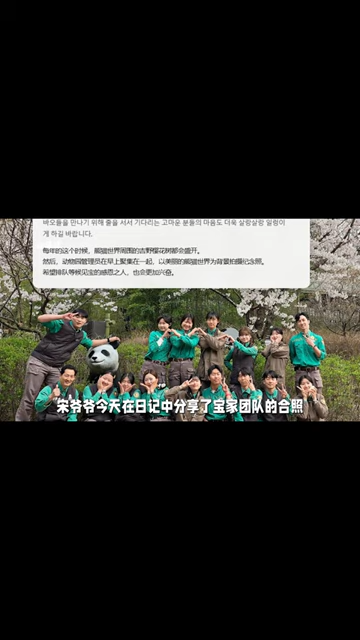 바오들을 만나기 위해 줄을 서서 기다리는 고마운 분들의 마음도 더욱 살랑살랑 일렁이
게 하길 바랍니다.
每年的这个时候，熊猫世界周围的吉野樱花树都会盛开。
然后，动物园管理员在早上聚集在一起，以美丽的熊猫世界为背景拍摄纪念照。
希望排队等候见宝的感恩之人，也会更加兴奋。
宋爷爷今天在日记中分享了宝家团队的合照